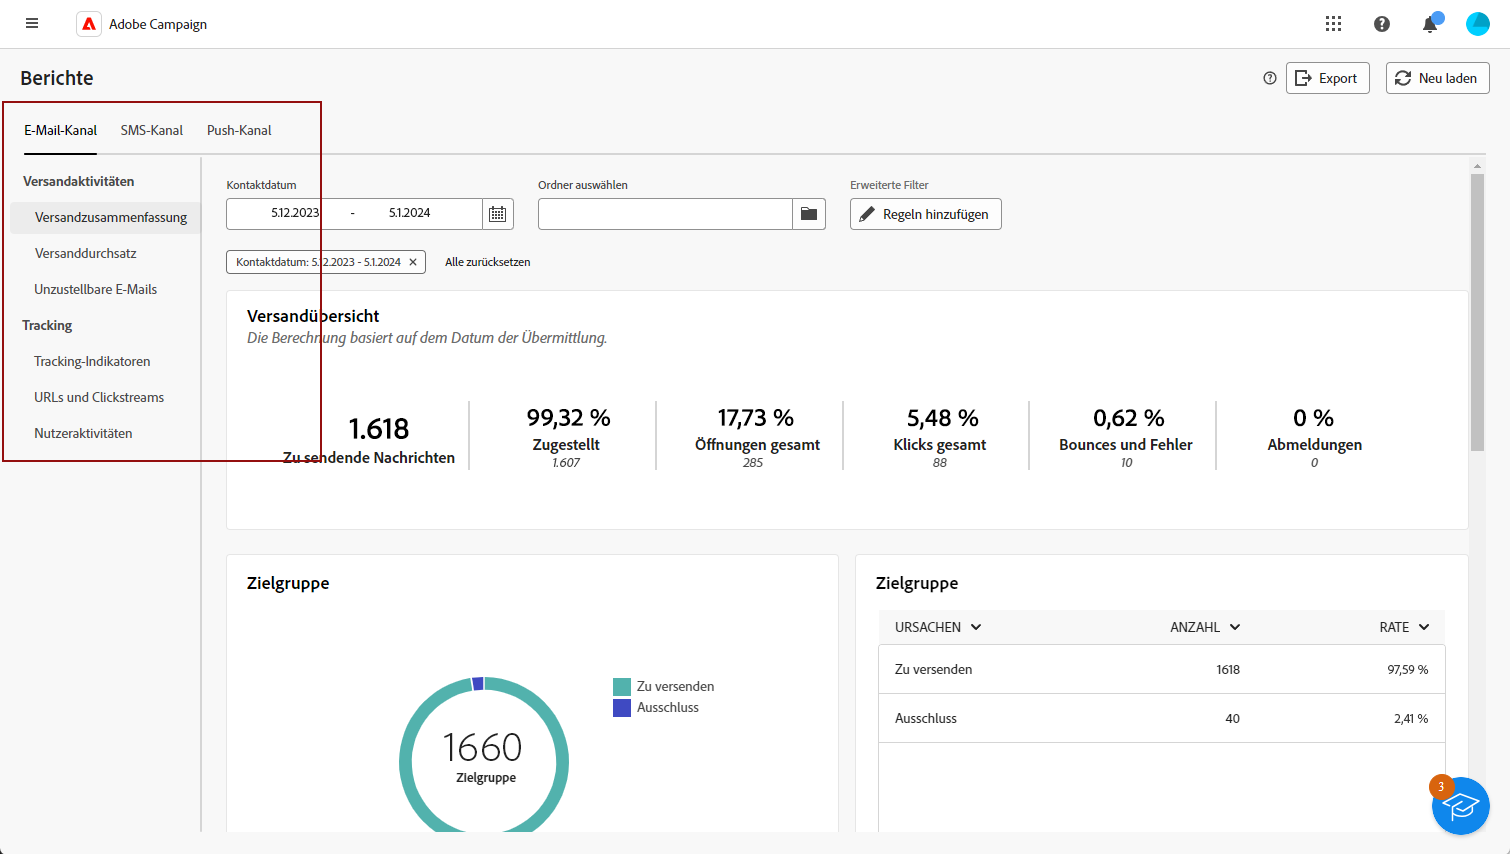 Adobe Campaign
Berichte
Export
Neu laden
E-Mail-Kanal
SMS-Kanal
Push-Kanal
Versandaktivitäten
Versandzusammenfassung
Versanddurchsatz
Unzustellbare E-Mails
Tracking
Tracking-Indikatoren
URLs und Clickstreams
Nutzeraktivitäten
Kontaktdatum
5.12.2023 - 5.1.2024
Ordner auswählen
Erweiterte Filter
Regeln hinzufügen
Kontaktdatum: 5.12.2023 - 5.1.2024
Alle zurücksetzen
Versandübersicht
Die Berechnung basiert auf dem Datum der Übermittlung.
1.618
Zu sendende Nachrichten
99,32 %
Zugestellt
1.607
17,73 %
Öffnungen gesamt
285
5,48 %
Klicks gesamt
88
0,62 %
Bounces und Fehler
10
0 %
Abmeldungen
0
Zielgruppe
1660
Zielgruppe
Zu versenden
Ausschluss
Zielgruppe
URSACHEN ANZAHL RATE
Zu versenden 1618 97,59 %
Ausschluss 40 2,41 %
3